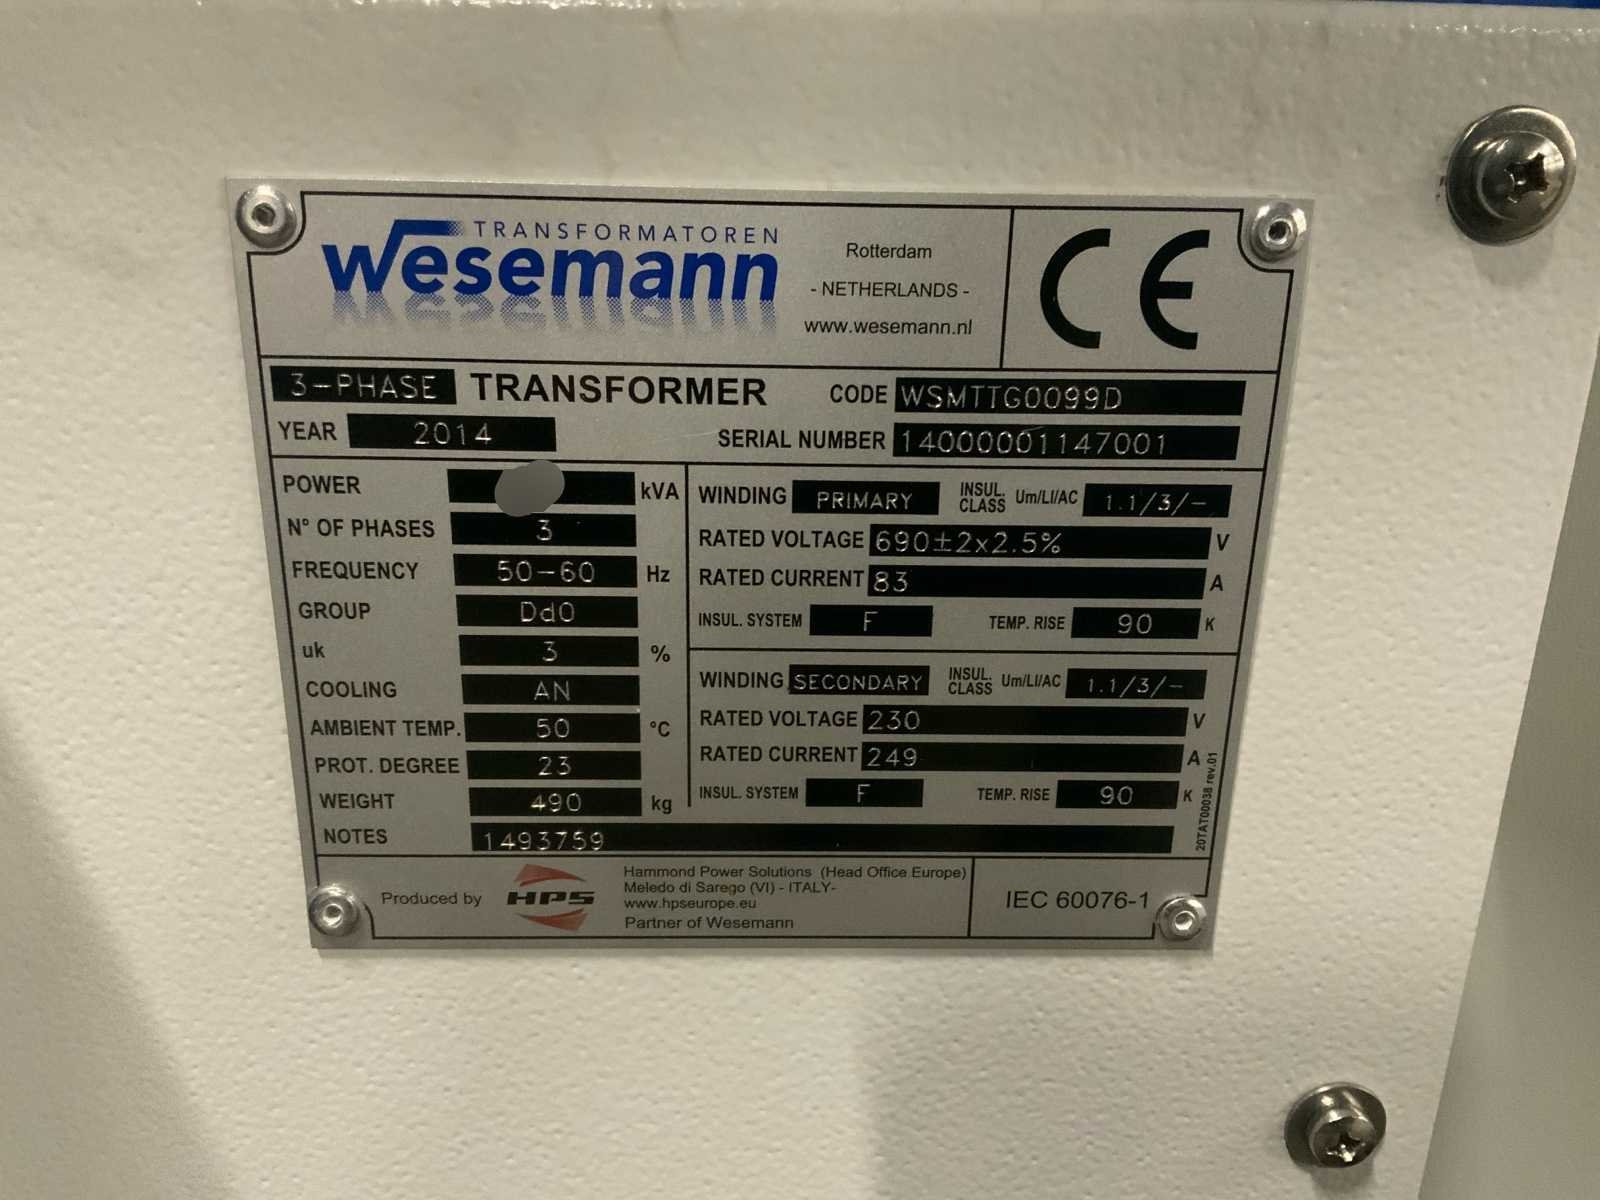 TRANSFORMATOREN
Wesemann
Rotterdam
- NETHERLANDS -
www.wesemann.nl
CE
3-PHASE TRANSFORMER
CODE WSMTTG0099D
YEAR 2014
SERIAL NUMBER 14000001147001
POWER kVA
N° OF PHASES 3
FREQUENCY 50-60 Hz
GROUP Dd0
uk 3 %
COOLING AN
AMBIENT TEMP. 50 °C
PROT. DEGREE 23
WEIGHT 490 kg
NOTES 1493759
WINDING PRIMARY INSUL. CLASS Um/LI/AC 1.1/3/-
RATED VOLTAGE 690±2x2.5% V
RATED CURRENT 83 A
INSUL. SYSTEM F TEMP. RISE 90 K
WINDING SECONDARY INSUL. CLASS Um/LI/AC 1.1/3/-
RATED VOLTAGE 230 V
RATED CURRENT 249 A
INSUL. SYSTEM F TEMP. RISE 90 K
20TAT00038 rev.01
Produced by HPS
Hammond Power Solutions (Head Office Europe)
Meledo di Sarego (VI) - ITALY-
www.hpseurope.eu
Partner of Wesemann
IEC 60076-1